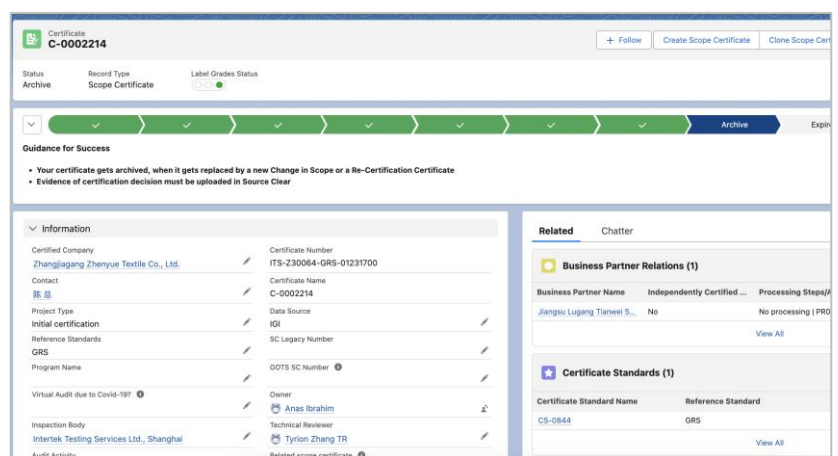 Certificate
C-0002214
+ Follow
Create Scope Certificate
Clone Scope Cert
Status
Record Type
Label Grades Status
Archive
Scope Certificate
Archive
Expir
Guidance for Success
• Your certificate gets archived, when it gets replaced by a new Change in Scope or a Re-Certification Certificate
• Evidence of certification decision must be uploaded in Source Clear
Information
Certified Company
Zhangjiagang Zhenyue Textile Co., Ltd.
Certificate Number
ITS-Z30064-GRS-01231700
Contact
陈 总
Certificate Name
C-0002214
Project Type
Initial certification
Data Source
IGI
Reference Standards
GRS
SC Legacy Number
Program Name
GOTS SC Number
Virtual Audit due to Covid-19?
Owner
Anas Ibrahim
Inspection Body
Intertek Testing Services Ltd., Shanghai
Technical Reviewer
Tyrion Zhang TR
Audit Activity
Related scope certificate
Related
Chatter
Business Partner Relations (1)
Business Partner Name
Independently Certified ...
Processing Steps/A
Jiangsu Lugang Tianwei S...
No
No processing | PRO
View All
Certificate Standards (1)
Certificate Standard Name
Reference Standard
CS-0844
GRS
View All